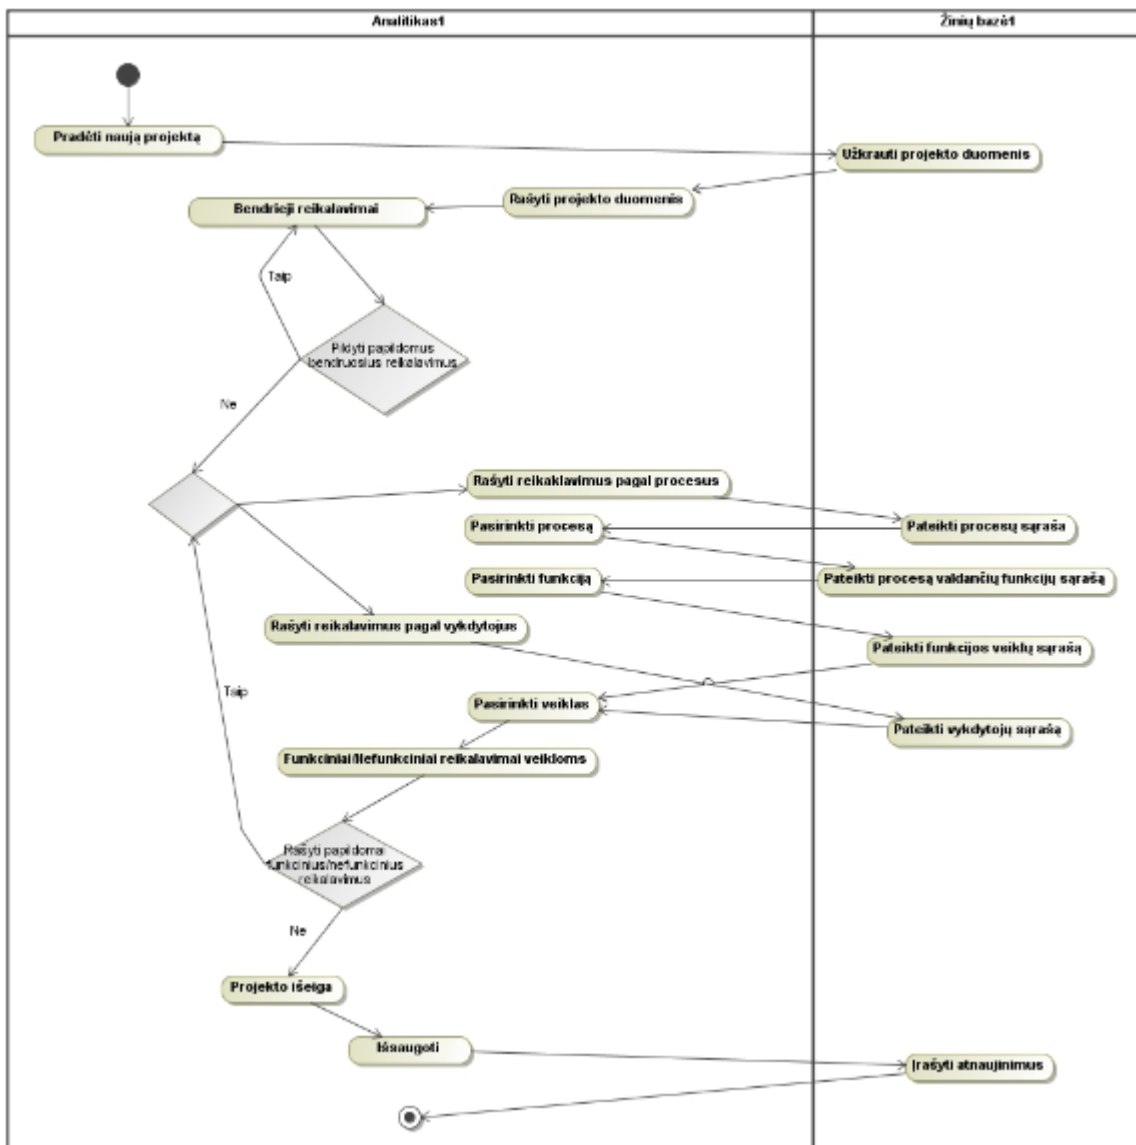 Analitikas1
Žinių bazė1
Pradėti naują projektą
Užkrauti projekto duomenis
Rašyti projekto duomenis
Bendrieji reikalavimai
Taip
Pildyti papildomus
bendruosius reikalavimus
Ne
Rašyti reikaklavimus pagal procesus
Pasirinkti procesą
Pateikti procesų sąraša
Pasirinkti funkciją
Pateikti procesą valdančių funkcijų sąrašą
Rašyti reikalavimus pagal vykdytojus
Pateikti funkcijos veiklų sąrašą
Taip
Pasirinkti veiklas
Pateikti vykdytojų sąrašą
Funkciniai/Nefunkciniai reikalavimai veikloms
Rašyti papildomai
funkcinius/nefunkcinius
reikalavimus
Ne
Projekto išeiga
Išsaugoti
Įrašyti atnaujinimus